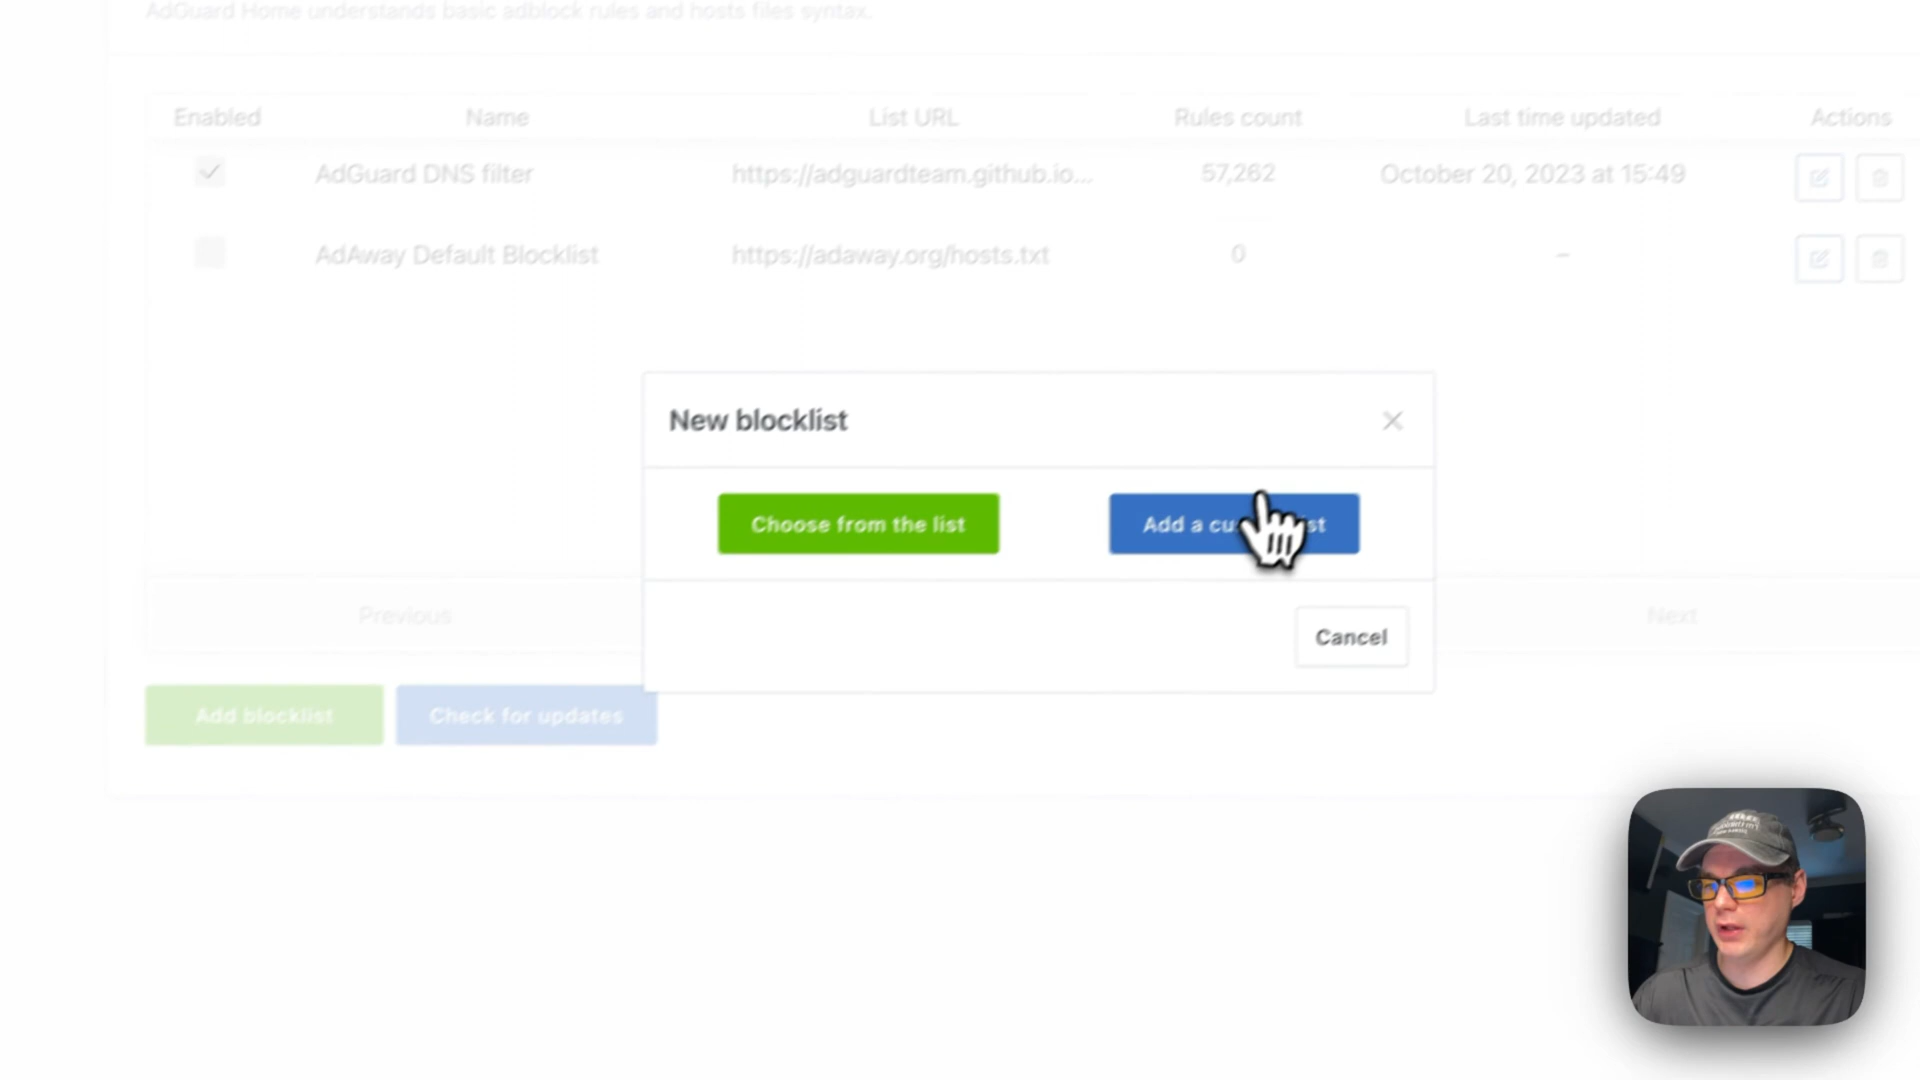 AdGuard Home understands basic adblock rules and hosts files syntax.
Enabled Name List URL Rules count Last time updated Actions
AdGuard DNS filter https://adguardteam.github.io... 57,262 October 20, 2023 at 15:49
AdAway Default Blocklist https://adaway.org/hosts.txt 0 –
New blocklist
Choose from the list Add a
Cancel
Previous Next
Add blocklist Check for updates